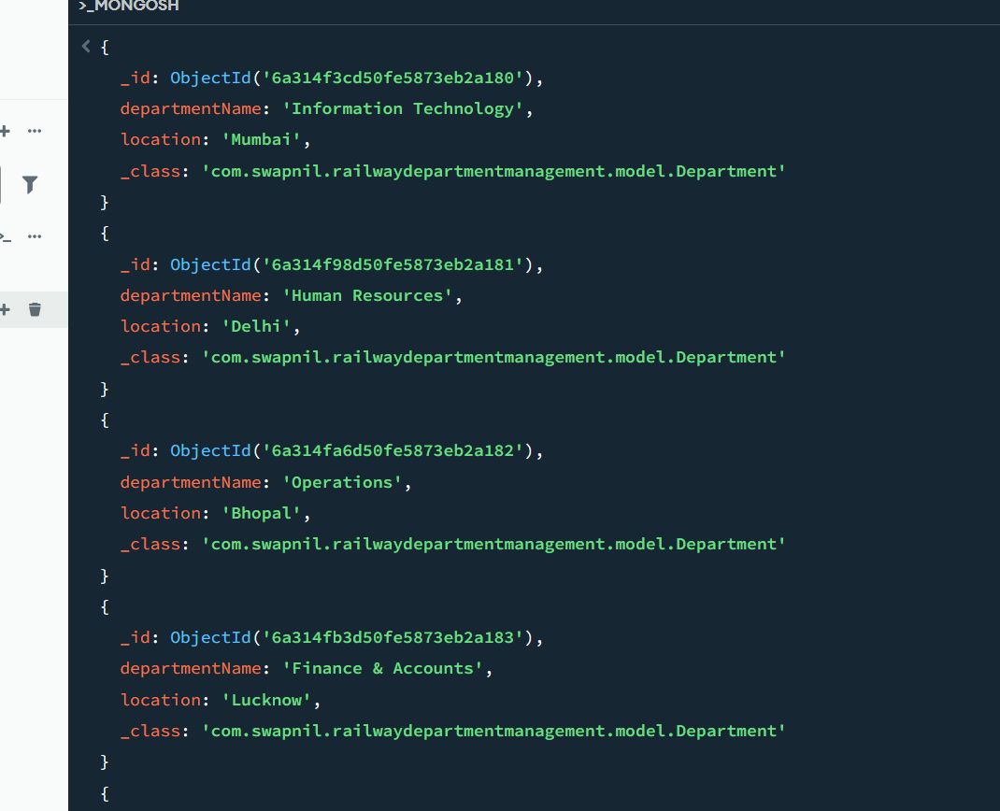 >_MONGOSH
{
_id: ObjectId('6a314f3cd50fe5873eb2a180'),
departmentName: 'Information Technology',
location: 'Mumbai',
_class: 'com.swapnil.railwaydepartmentmanagement.model.Department'
}
{
_id: ObjectId('6a314f98d50fe5873eb2a181'),
departmentName: 'Human Resources',
location: 'Delhi',
_class: 'com.swapnil.railwaydepartmentmanagement.model.Department'
}
{
_id: ObjectId('6a314fa6d50fe5873eb2a182'),
departmentName: 'Operations',
location: 'Bhopal',
_class: 'com.swapnil.railwaydepartmentmanagement.model.Department'
}
{
_id: ObjectId('6a314fb3d50fe5873eb2a183'),
departmentName: 'Finance & Accounts',
location: 'Lucknow',
_class: 'com.swapnil.railwaydepartmentmanagement.model.Department'
}
{